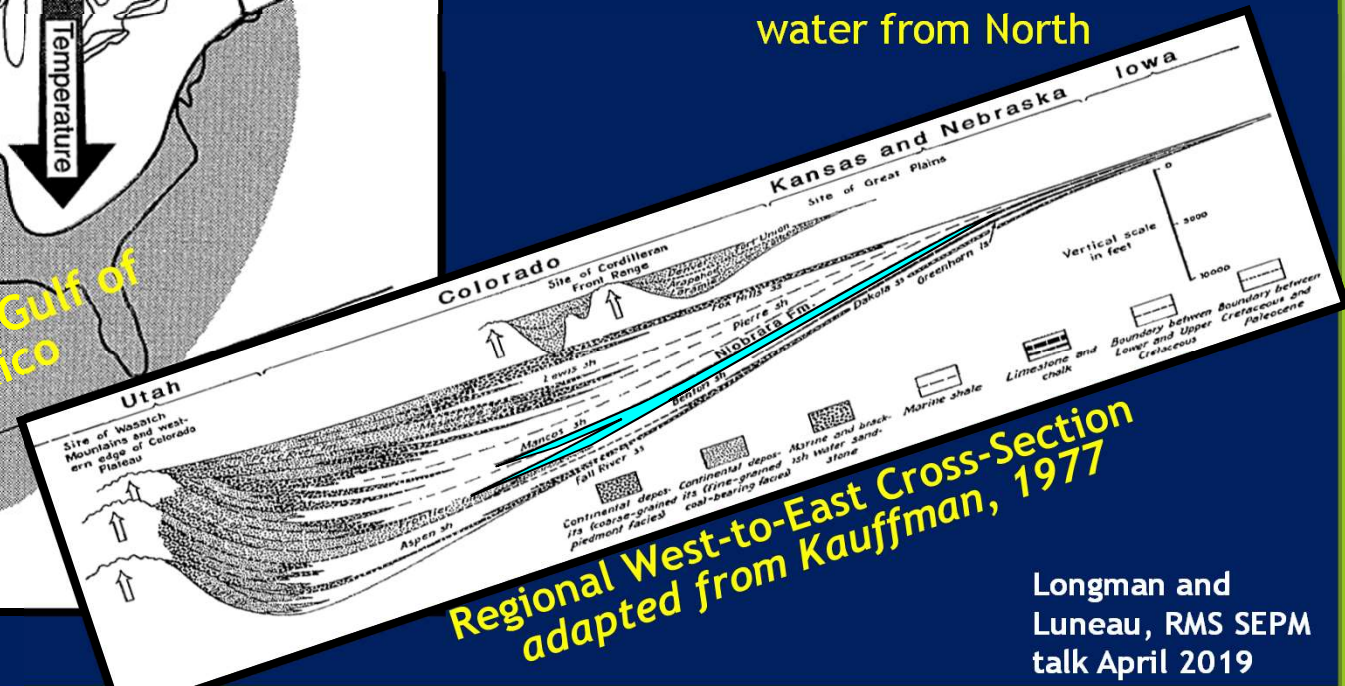 water from North
Temperature
Gulf of
ico
Iowa
Kansas and Nebraska
Site of Great Plains
Colorado
Site of Cordilleran
Front Range
Utah
Site of Wasatch
Mountains and west-
ern edge of Colorado
Plateau
Fort Union
Denver
Arapahoe
Laramie
Fox Hills ss
Pierre sh
Niobrara Fm.
Lewis sh
Mancos sh
Benton sh
Dakota ss
Greenhorn ls
Fall River ss
Frontier
Aspen sh
Vertical scale
in feet
0
5000
10000
Continental depos-
its (coarse-grained
piedmont facies)
Continental depos-
its (fine-grained
coal-bearing facies)
Marine and brack-
ish water sand-
stone
Marine shale
Limestone and
chalk
Boundary between
Lower and Upper
Cretaceous
Boundary between
Cretaceous and
Paleocene
Regional West-to-East Cross-Section
adapted from Kauffman, 1977
Longman and
Luneau, RMS SEPM
talk April 2019